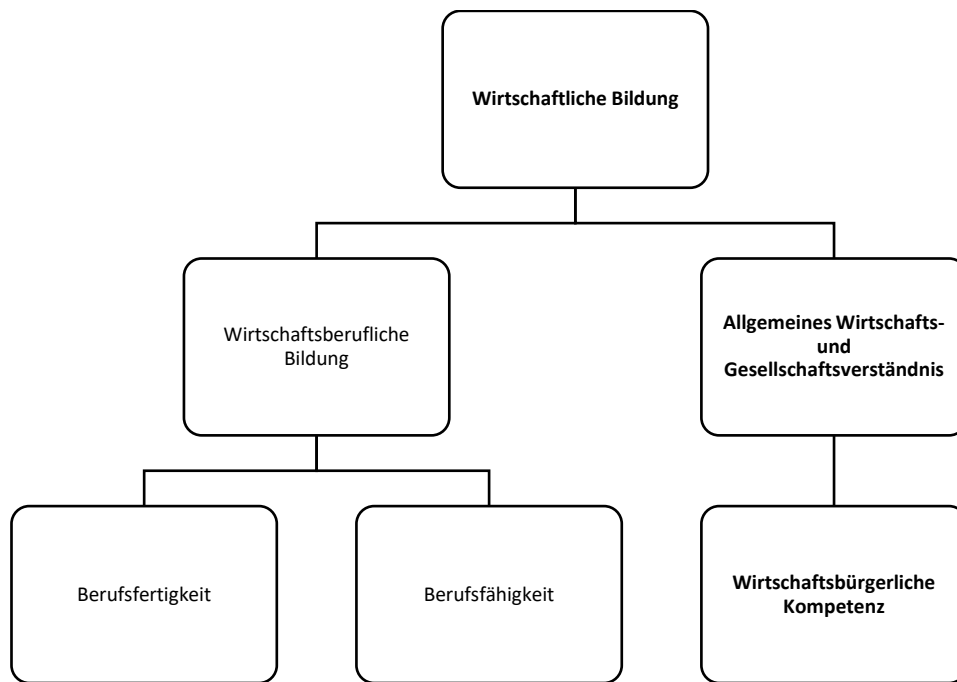 Wirtschaftliche Bildung
Wirtschaftsberufliche
Bildung
Allgemeines Wirtschafts-
und
Gesellschaftsverständnis
Berufsfertigkeit
Berufsfähigkeit
Wirtschaftsbürgerliche
Kompetenz